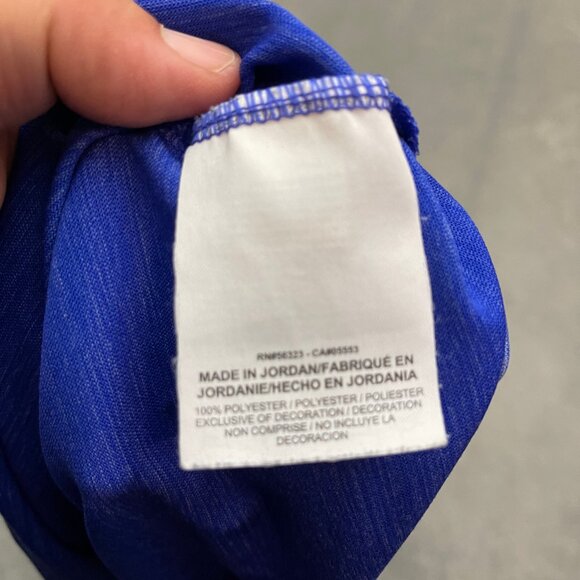 RN#56323 - CA#05553
MADE IN JORDAN/FABRIQUÉ EN
JORDANIE/HECHO EN JORDANIA
100% POLYESTER / POLYESTER / POLIÉSTER
EXCLUSIVE OF DECORATION / DECORATION
NON COMPRISE / NO INCLUYE LA
DECORACION